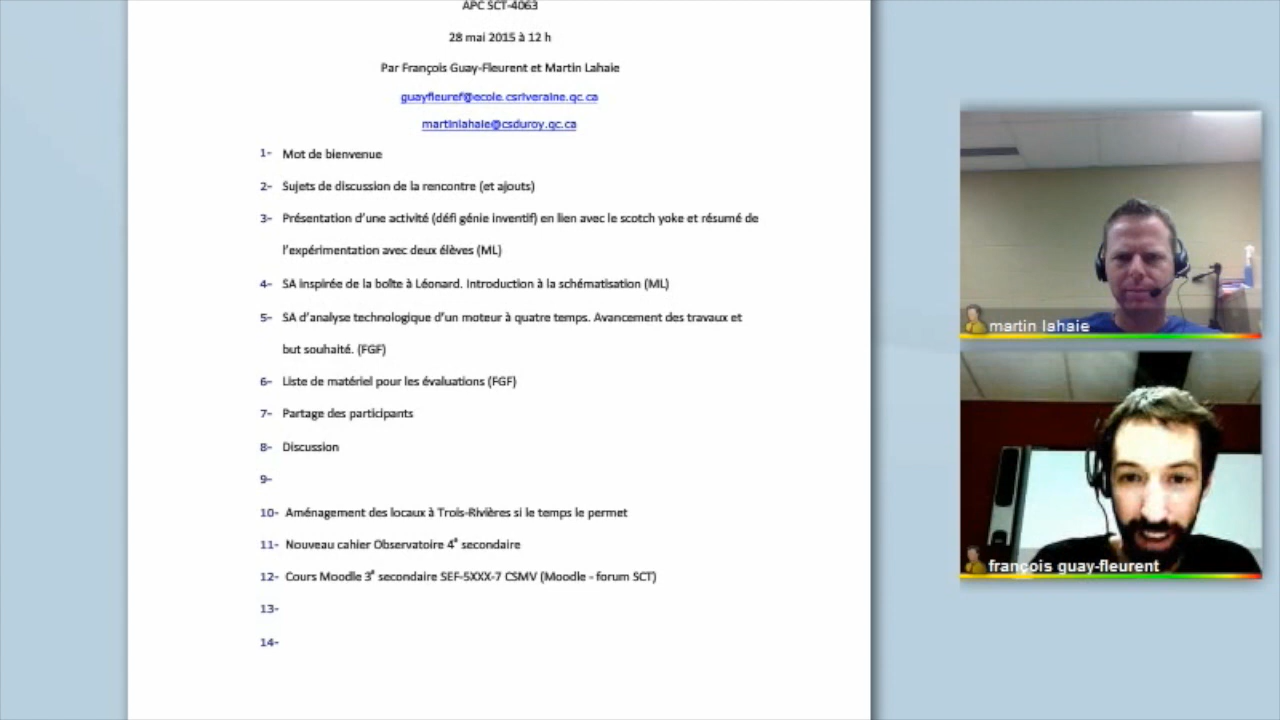 APC SCT-4063
28 mai 2015 à 12 h
Par François Guay-Fleurent et Martin Lahaie
guayfleuref@ecole.csriveraine.qc.ca
martinlahaie@csduroy.qc.ca
1- Mot de bienvenue
2- Sujets de discussion de la rencontre (et ajouts)
3- Présentation d'une activité (défi génie inventif) en lien avec le scotch yoke et résumé de
l'expérimentation avec deux élèves (ML)
4- SA inspirée de la boîte à Léonard. Introduction à la schématisation (ML)
5- SA d'analyse technologique d'un moteur à quatre temps. Avancement des travaux et
but souhaité. (FGF)
6- Liste de matériel pour les évaluations (FGF)
7- Partage des participants
8- Discussion
9-
10- Aménagement des locaux à Trois-Rivières si le temps le permet
11- Nouveau cahier Observatoire 4e secondaire
12- Cours Moodle 3e secondaire SEF-5XXX-7 CSMV (Moodle - forum SCT)
13-
14-
martin lahaie
françois guay-fleurent